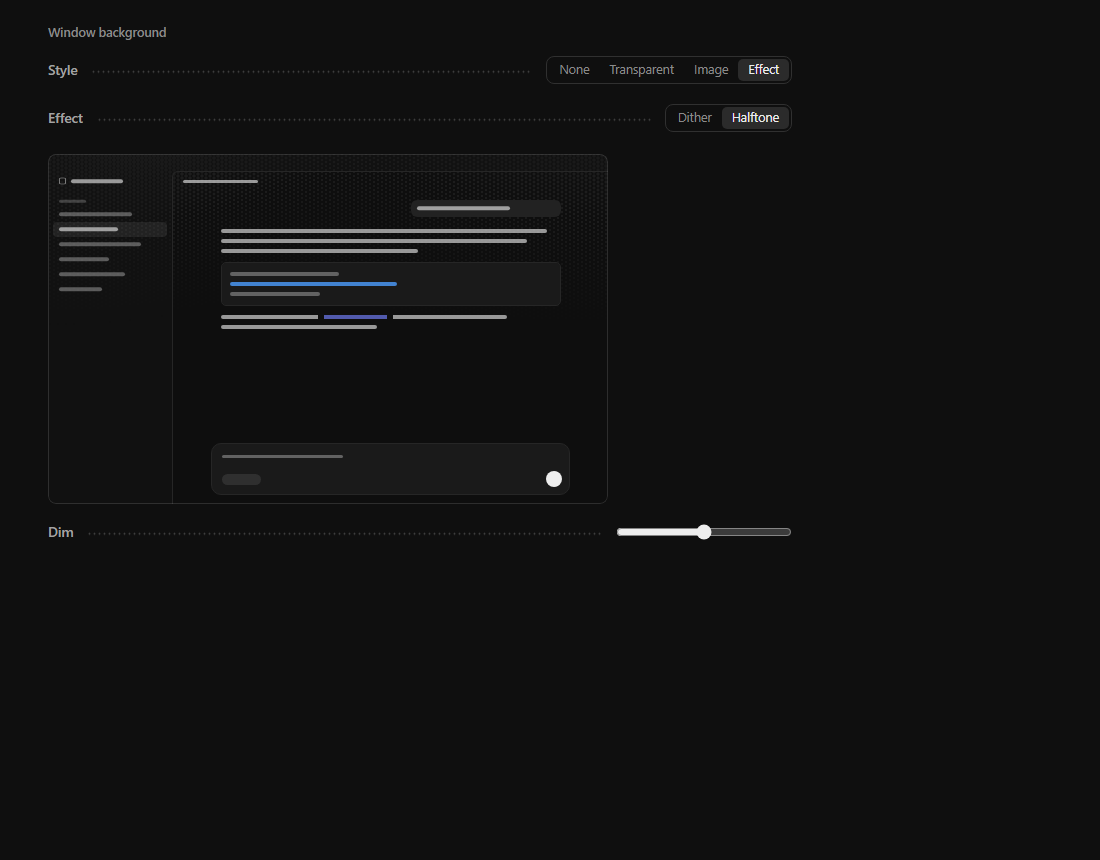 Window background
Style None Transparent Image Effect
Effect Dither Halftone
Dim